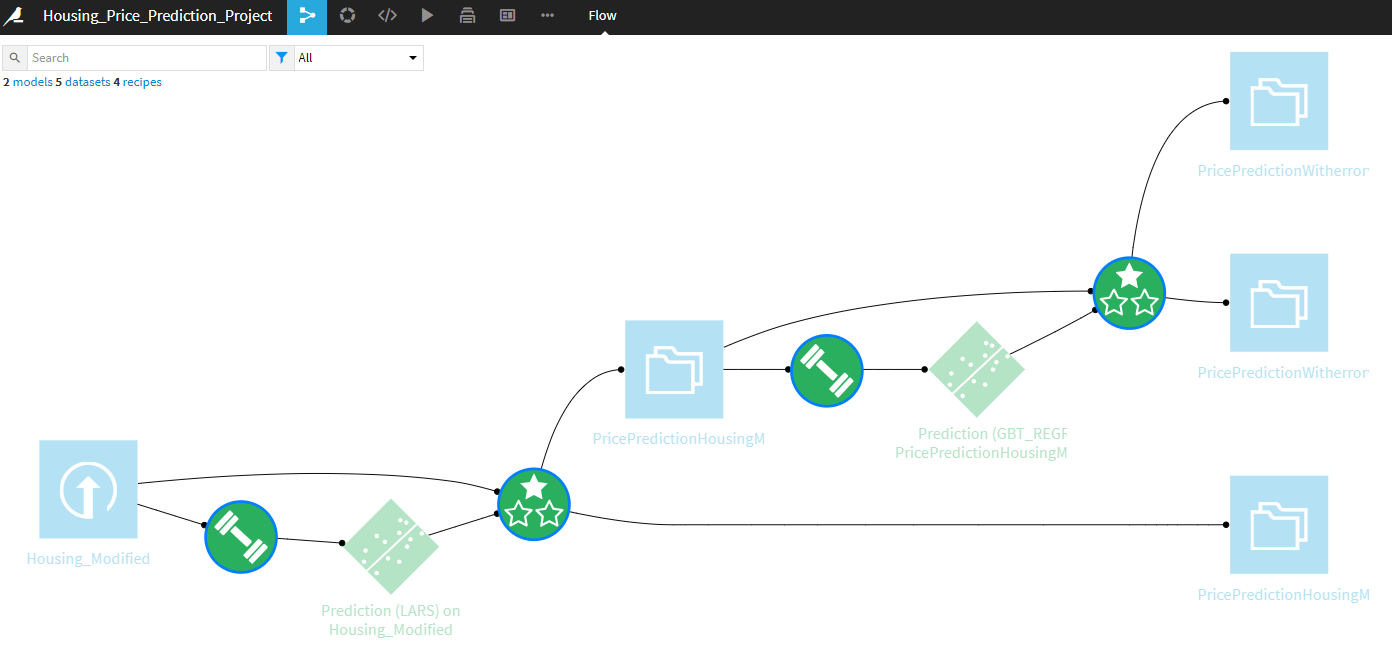 Housing_Price_Prediction_Project
Flow
Search
All
2 models 5 datasets 4 recipes
PricePredictionWitherror
PricePredictionWitherror
PricePredictionHousingM
Prediction (GBT_REGR
PricePredictionHousingM
Housing_Modified
PricePredictionHousingM
Prediction (LARS) on
Housing_Modified